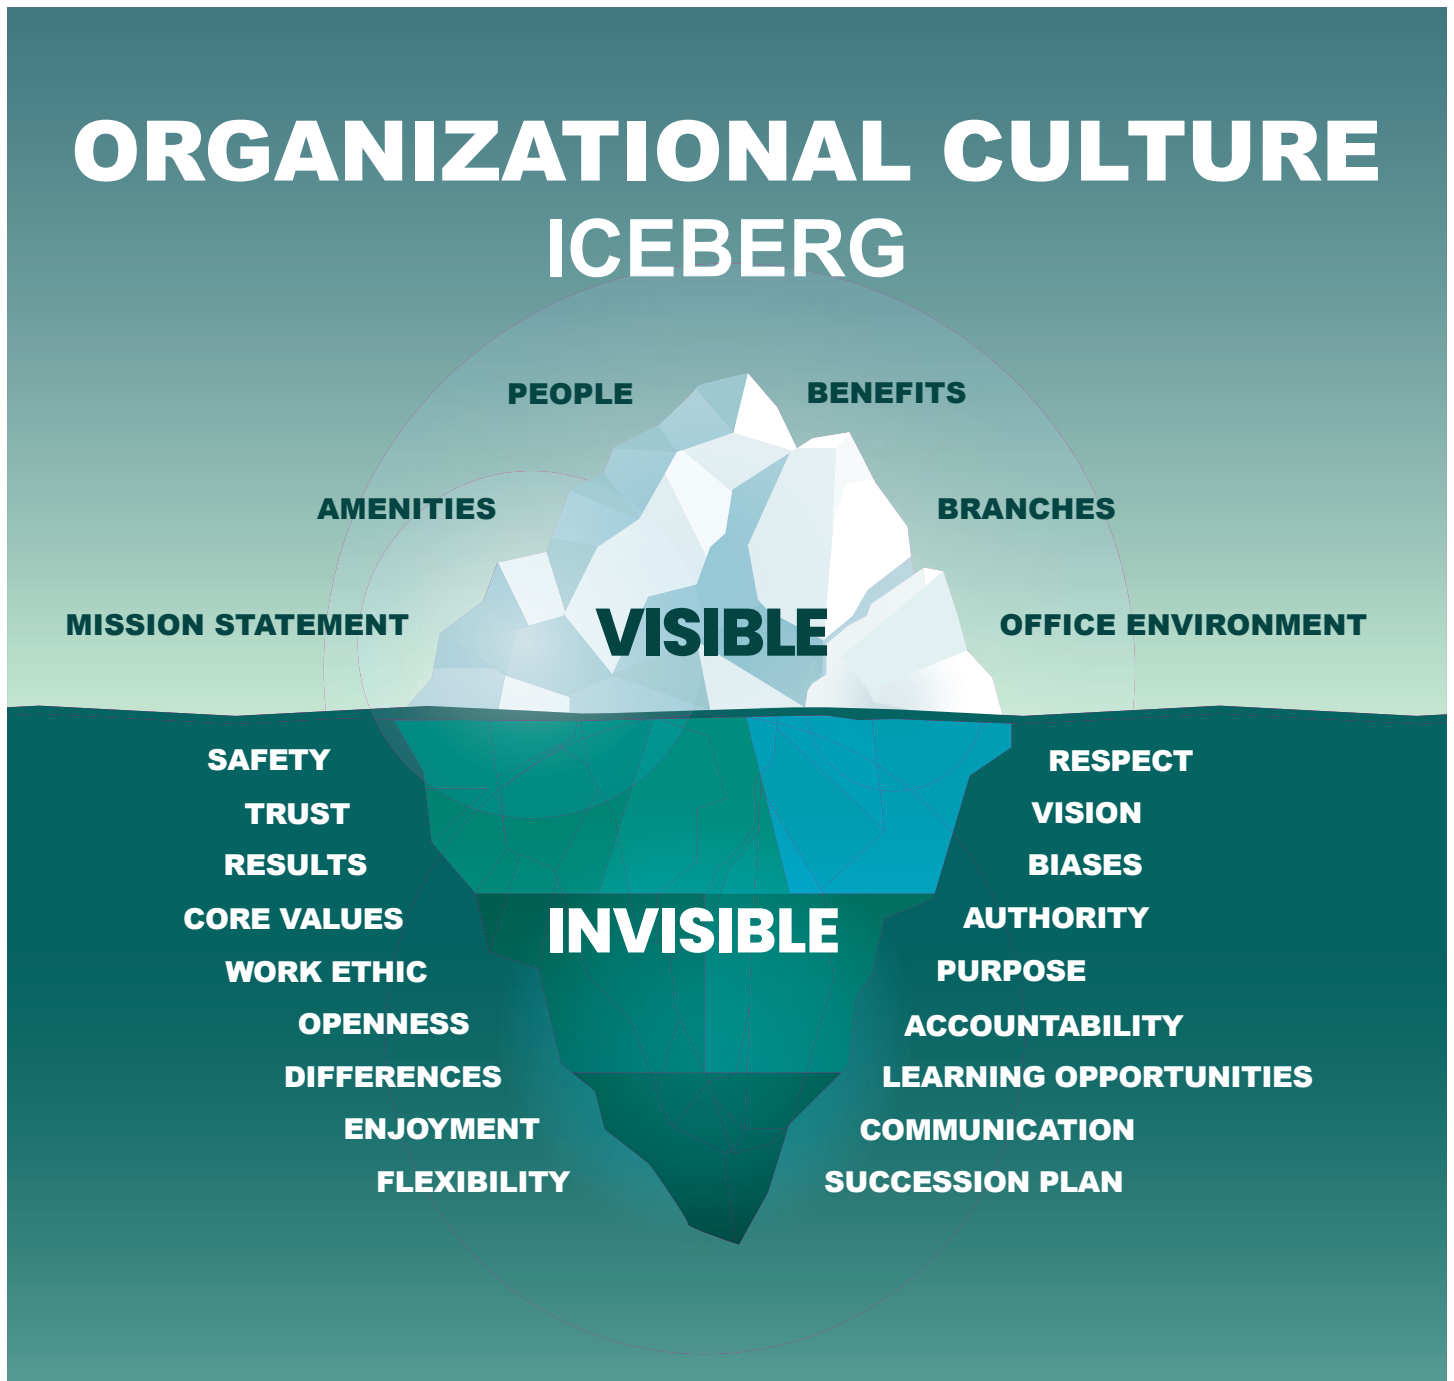 ORGANIZATIONAL CULTURE
ICEBERG
PEOPLE
BENEFITS
AMENITIES
BRANCHES
MISSION STATEMENT
VISIBLE
OFFICE ENVIRONMENT
SAFETY
RESPECT
TRUST
VISION
RESULTS
BIASES
CORE VALUES
INVISIBLE
AUTHORITY
WORK ETHIC
PURPOSE
OPENNESS
ACCOUNTABILITY
DIFFERENCES
LEARNING OPPORTUNITIES
ENJOYMENT
COMMUNICATION
FLEXIBILITY
SUCCESSION PLAN